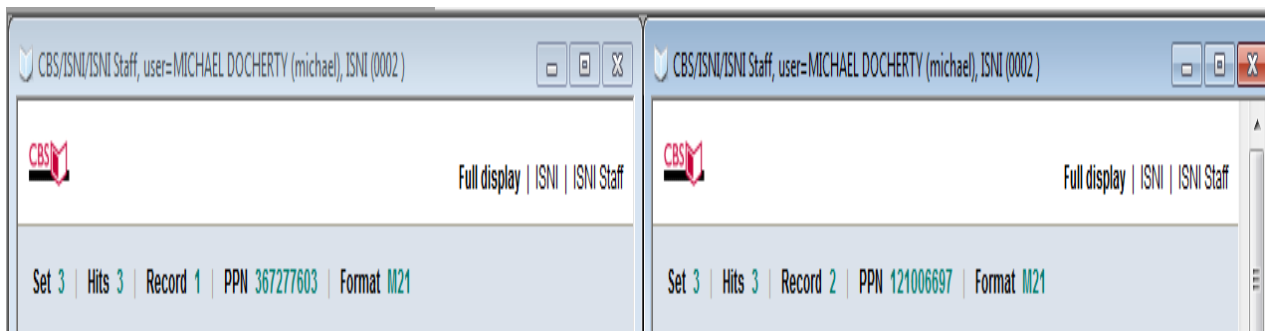 CBS/ISNI/ISNI Staff, user=MICHAEL DOCHERTY (michael), ISNI (0002 )
CBS
Full display | ISNI | ISNI Staff
Set 3 | Hits 3 | Record 1 | PPN 367277603 | Format M21
CBS/ISNI/ISNI Staff, user=MICHAEL DOCHERTY (michael), ISNI (0002 )
CBS
Full display | ISNI | ISNI Staff
Set 3 | Hits 3 | Record 2 | PPN 121006697 | Format M21